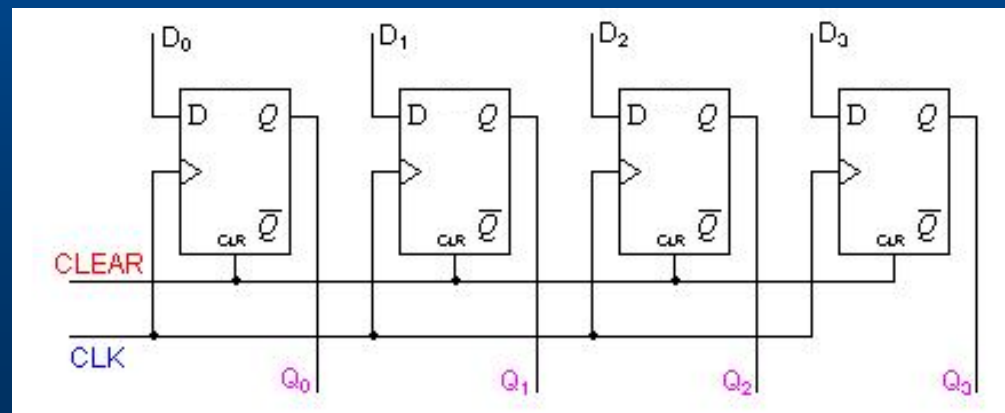 D₀ D₁ D₂ D₃
D Q D Q D Q D Q
CLR Q̅ CLR Q̅ CLR Q̅ CLR Q̅
CLEAR
CLK
Q₀ Q₁ Q₂ Q₃